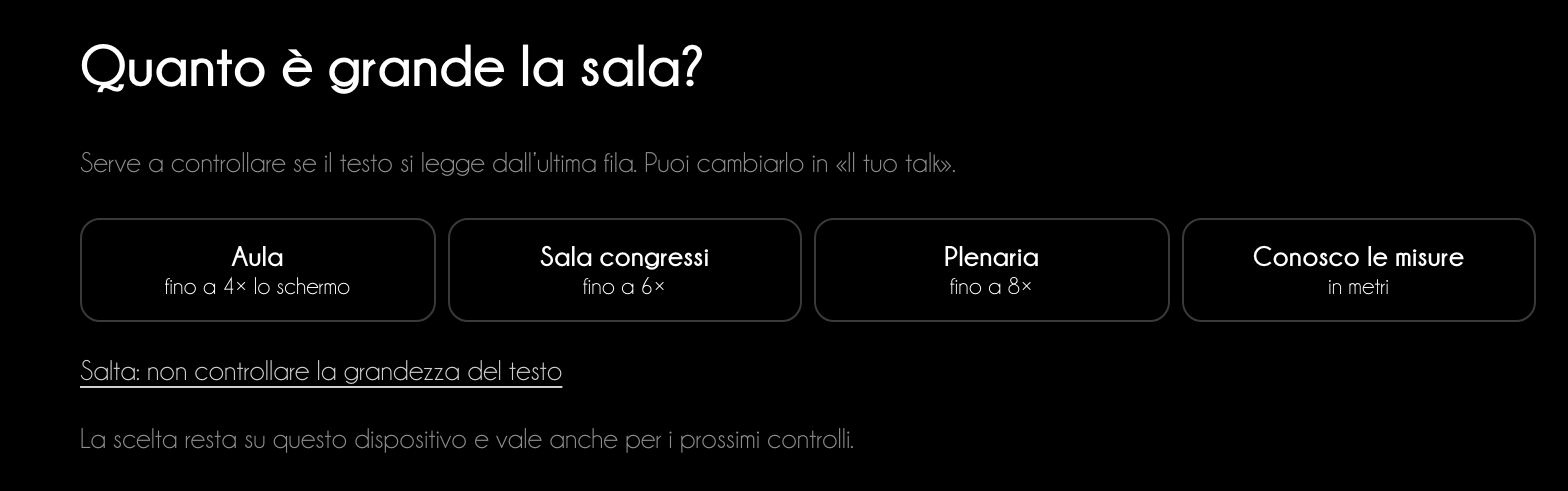 Quanto è grande la sala?
Serve a controllare se il testo si legge dall'ultima fila. Puoi cambiarlo in «Il tuo talk».
Aula
fino a 4× lo schermo
Sala congressi
fino a 6×
Plenaria
fino a 8×
Conosco le misure
in metri
Salta: non controllare la grandezza del testo
La scelta resta su questo dispositivo e vale anche per i prossimi controlli.